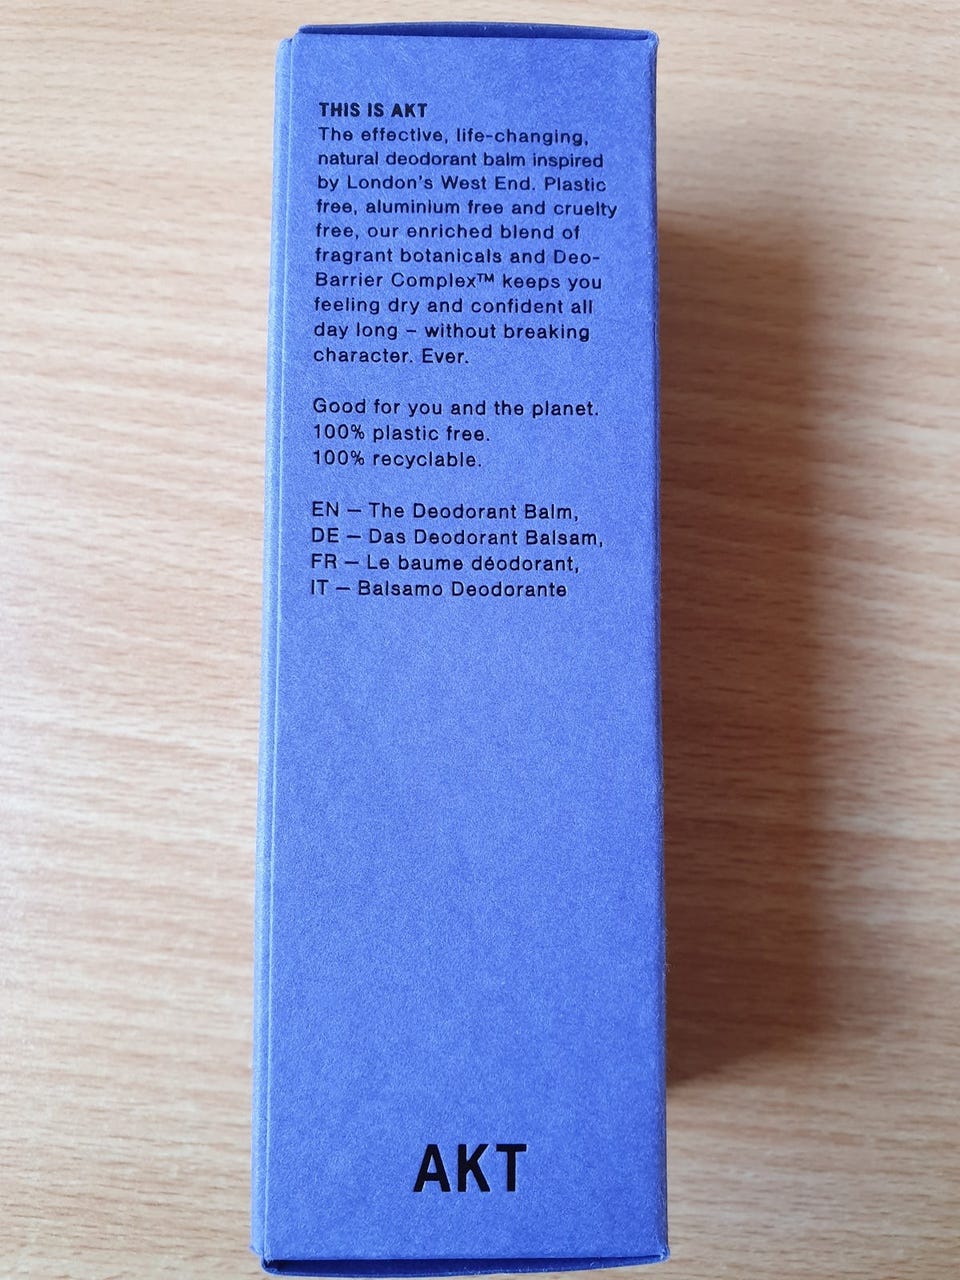 THIS IS AKT
The effective, life-changing,
natural deodorant balm inspired
by London's West End. Plastic
free, aluminium free and cruelty
free, our enriched blend of
fragrant botanicals and Deo-
Barrier Complex™ keeps you
feeling dry and confident all
day long – without breaking
character. Ever.
Good for you and the planet.
100% plastic free.
100% recyclable.
EN – The Deodorant Balm,
DE – Das Deodorant Balsam,
FR – Le baume déodorant,
IT – Balsamo Deodorante
AKT